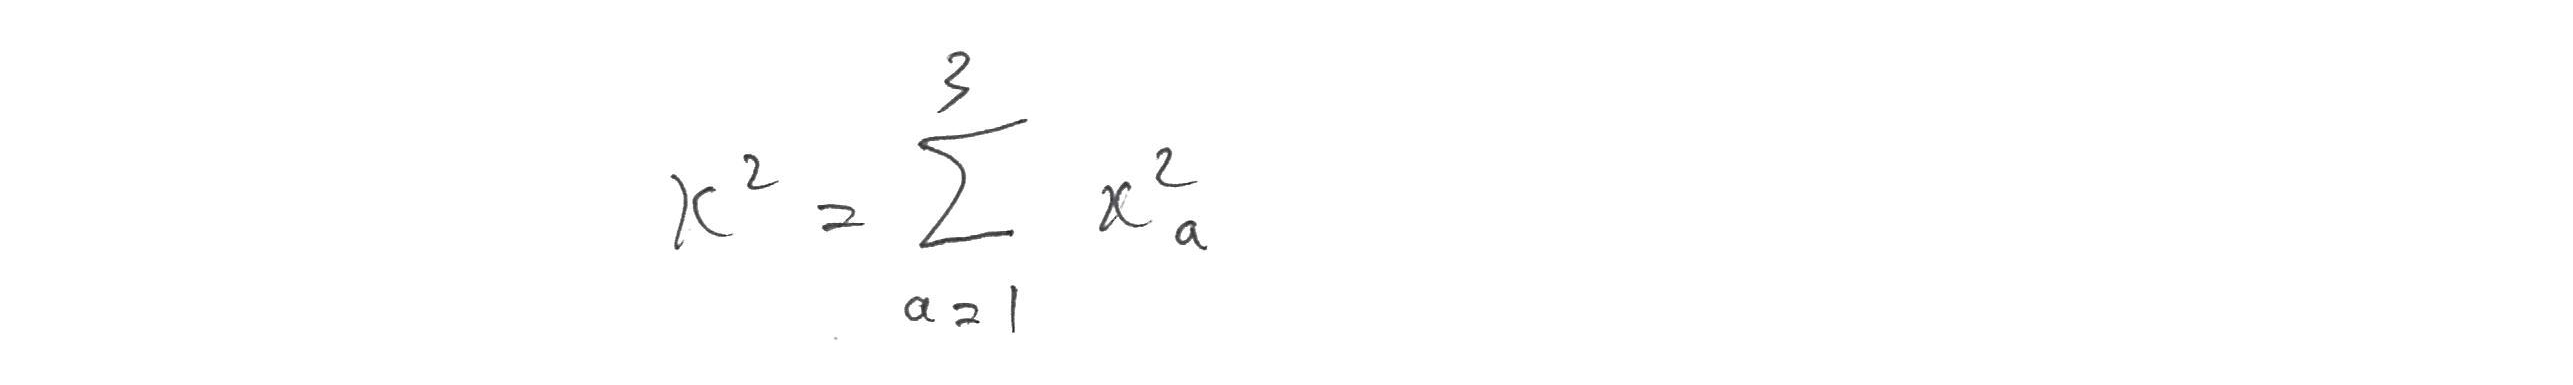 x^2 = \sum_{a=1}^{3} x_a^2